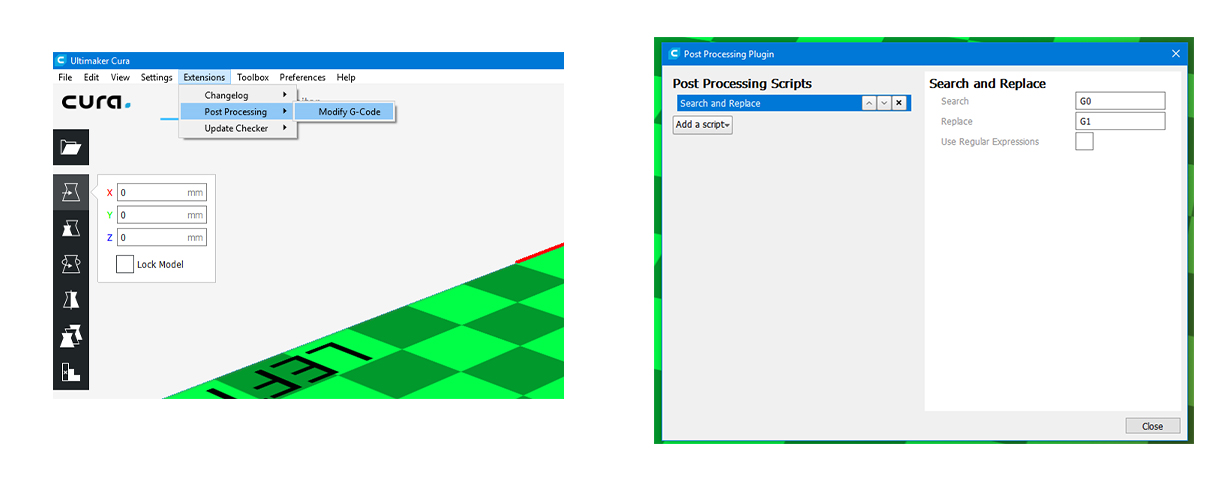 Ultimaker Cura
File Edit View Settings Extensions Toolbox Preferences Help
cura.
Changelog
Post Processing
Modify G-Code
Update Checker
X 0 mm
Y 0 mm
Z 0 mm
Lock Model
Post Processing Plugin
Post Processing Scripts
Search and Replace
Add a script
Search and Replace
Search G0
Replace G1
Use Regular Expressions
Close